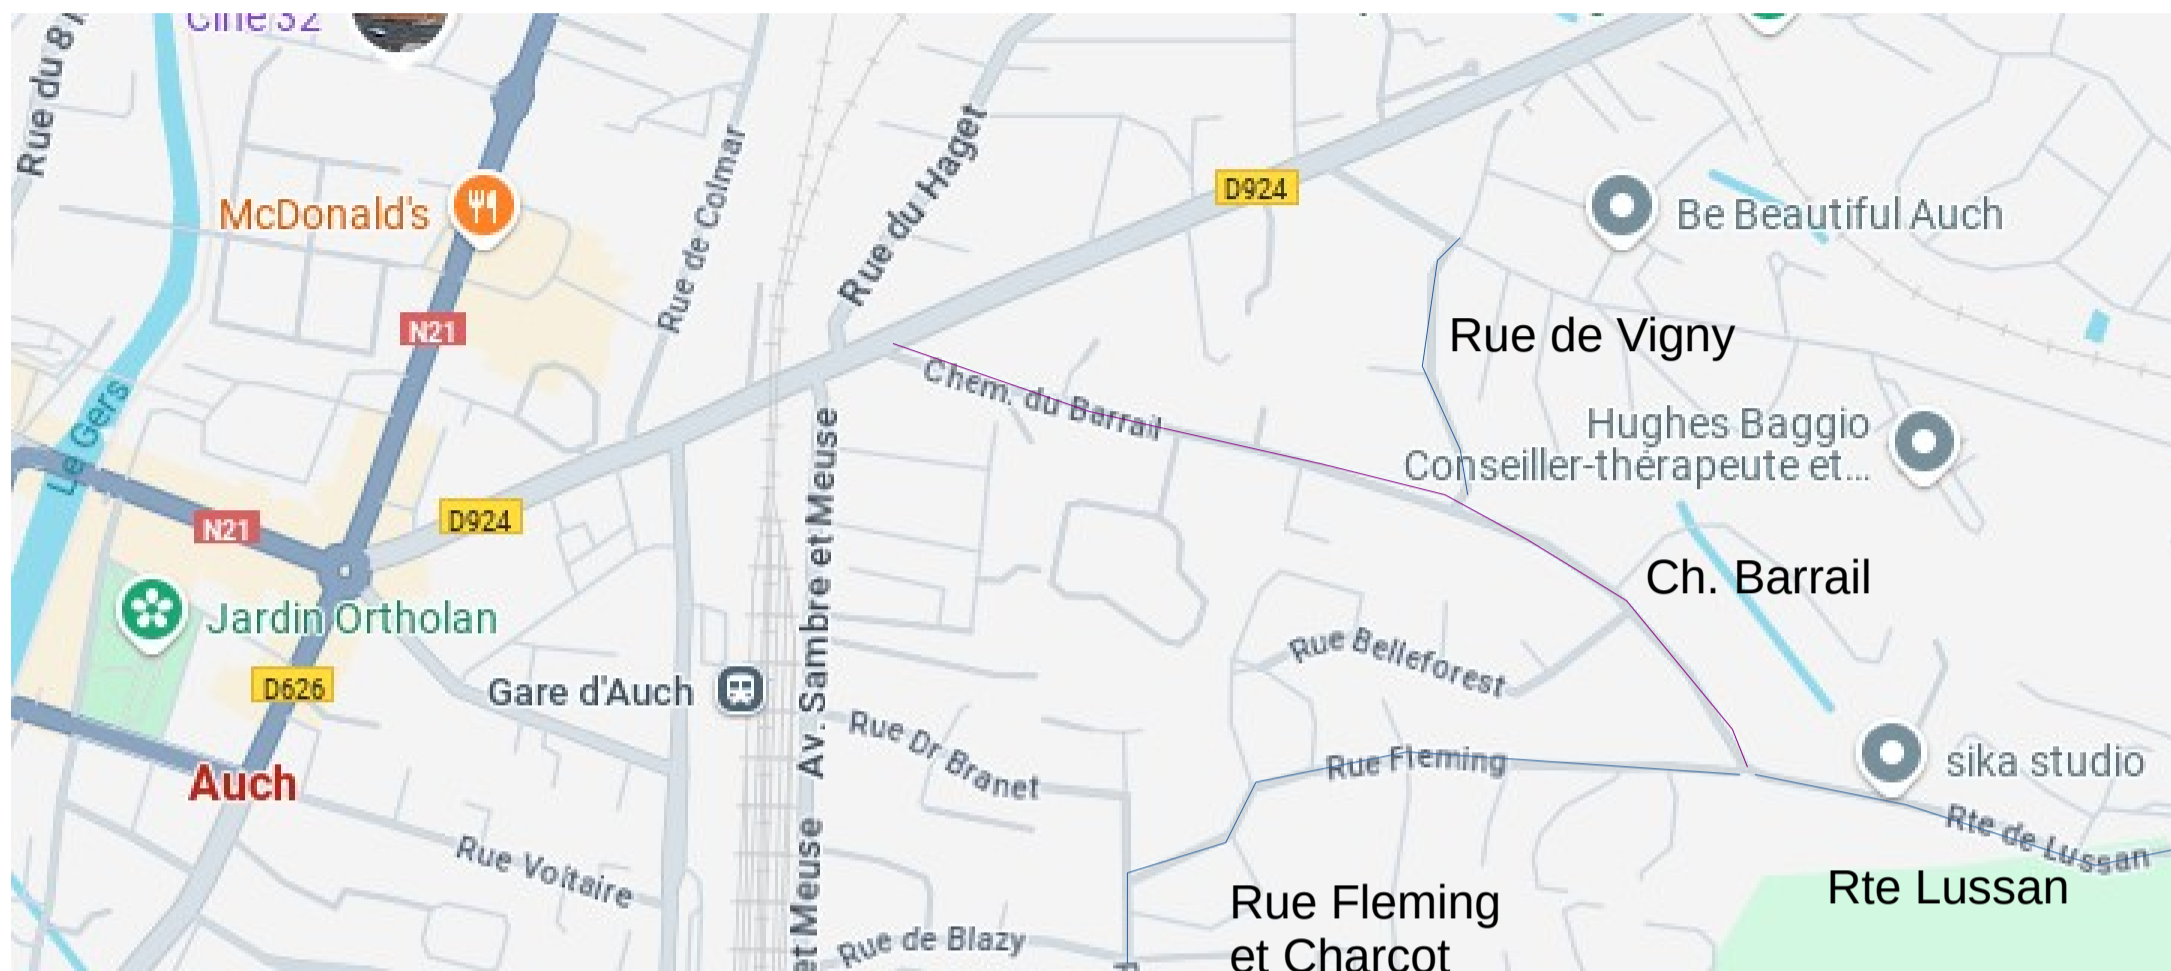 Ciné 32
Rue du 8
Rue de Colmar
Rue du Haget
McDonald's
D924
Be Beautiful Auch
N21
Rue de Vigny
Chem. du Barrail
Le Gers
Hughes Baggio
Conseiller-thérapeute et...
N21
D924
Av. Sambre et Meuse
Ch. Barrail
Jardin Ortholan
Rue Belleforest
D626
Gare d'Auch
Rue Dr Branet
Rue Fleming
sika studio
Auch
Rte de Lussan
Rue Voltaire
et Meuse
Rte Lussan
Rue Fleming
et Charcot
Rue de Blazy